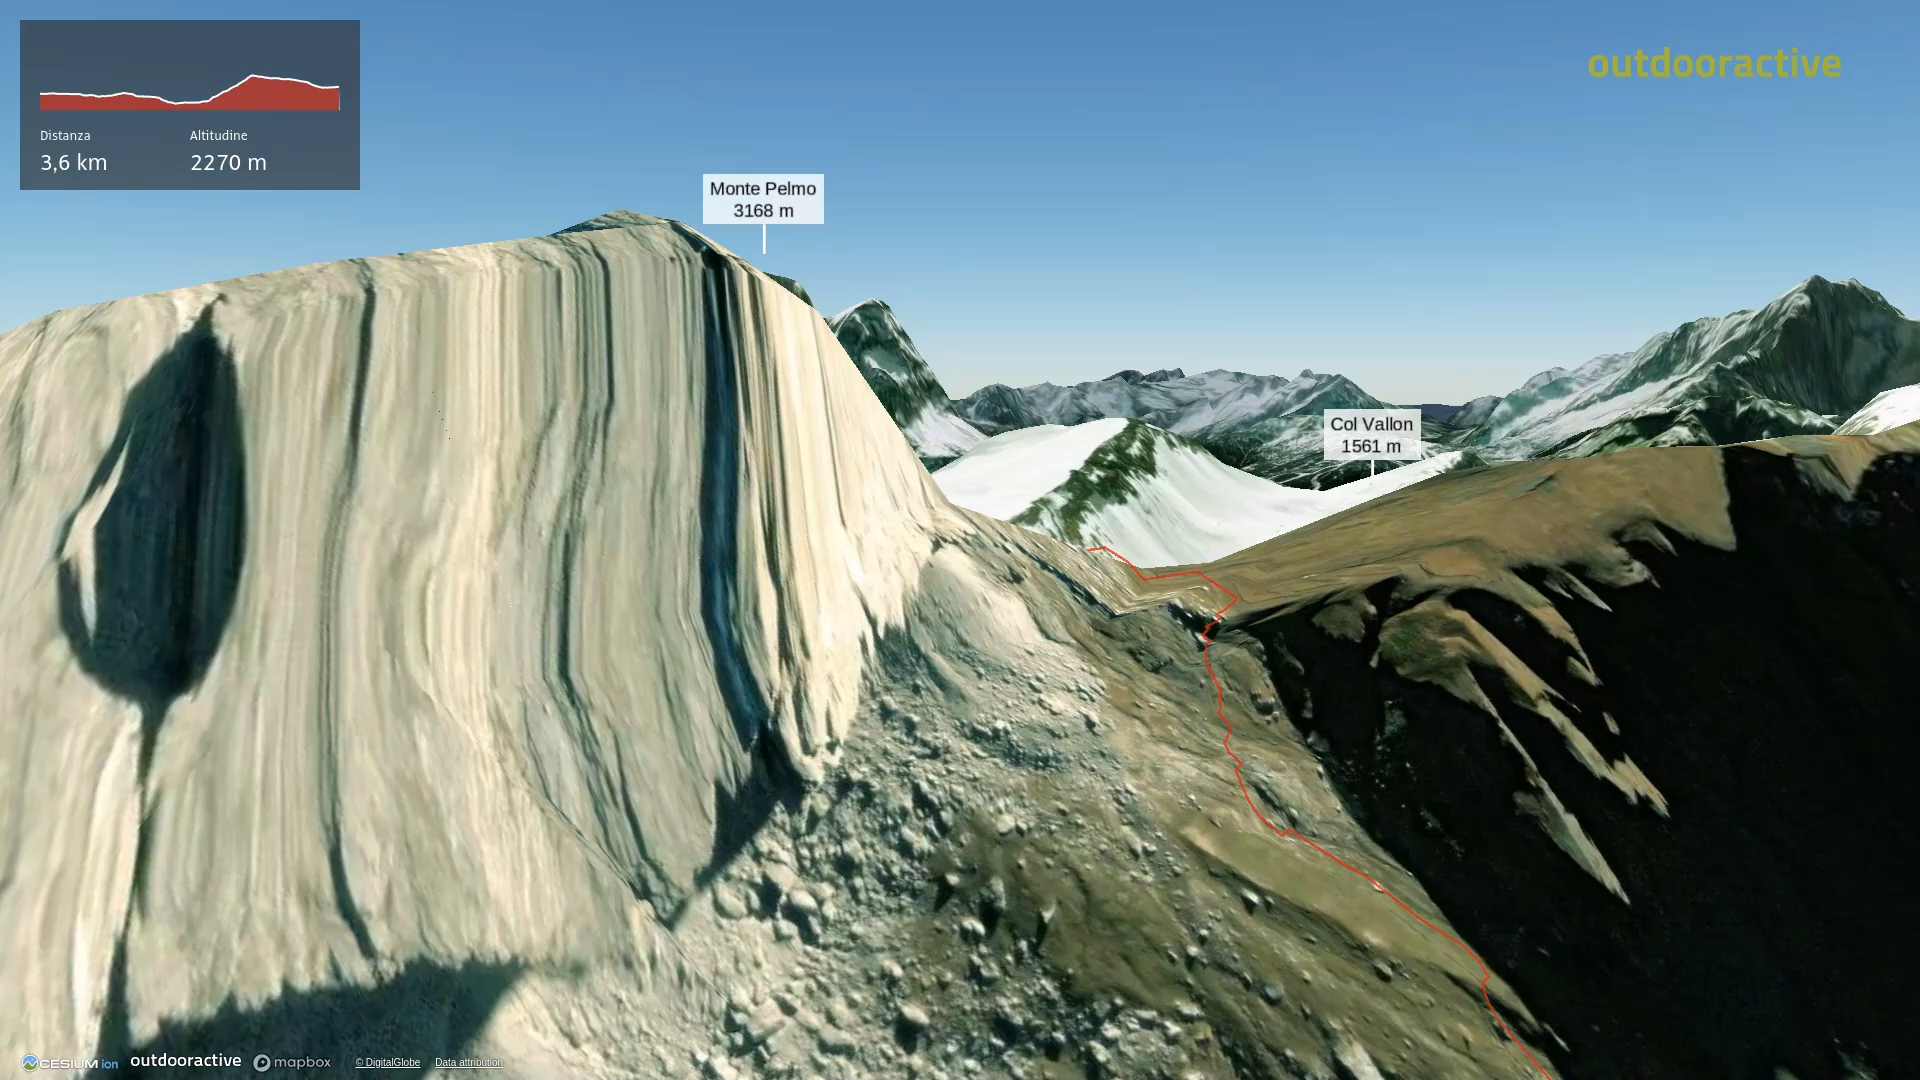 outdooractive
Distanza
Altitudine
3,6 km
2270 m
Monte Pelmo
3168 m
Col Vallon
1561 m
CESIUM ion
outdooractive
mapbox
© DigitalGlobe
Data attribution